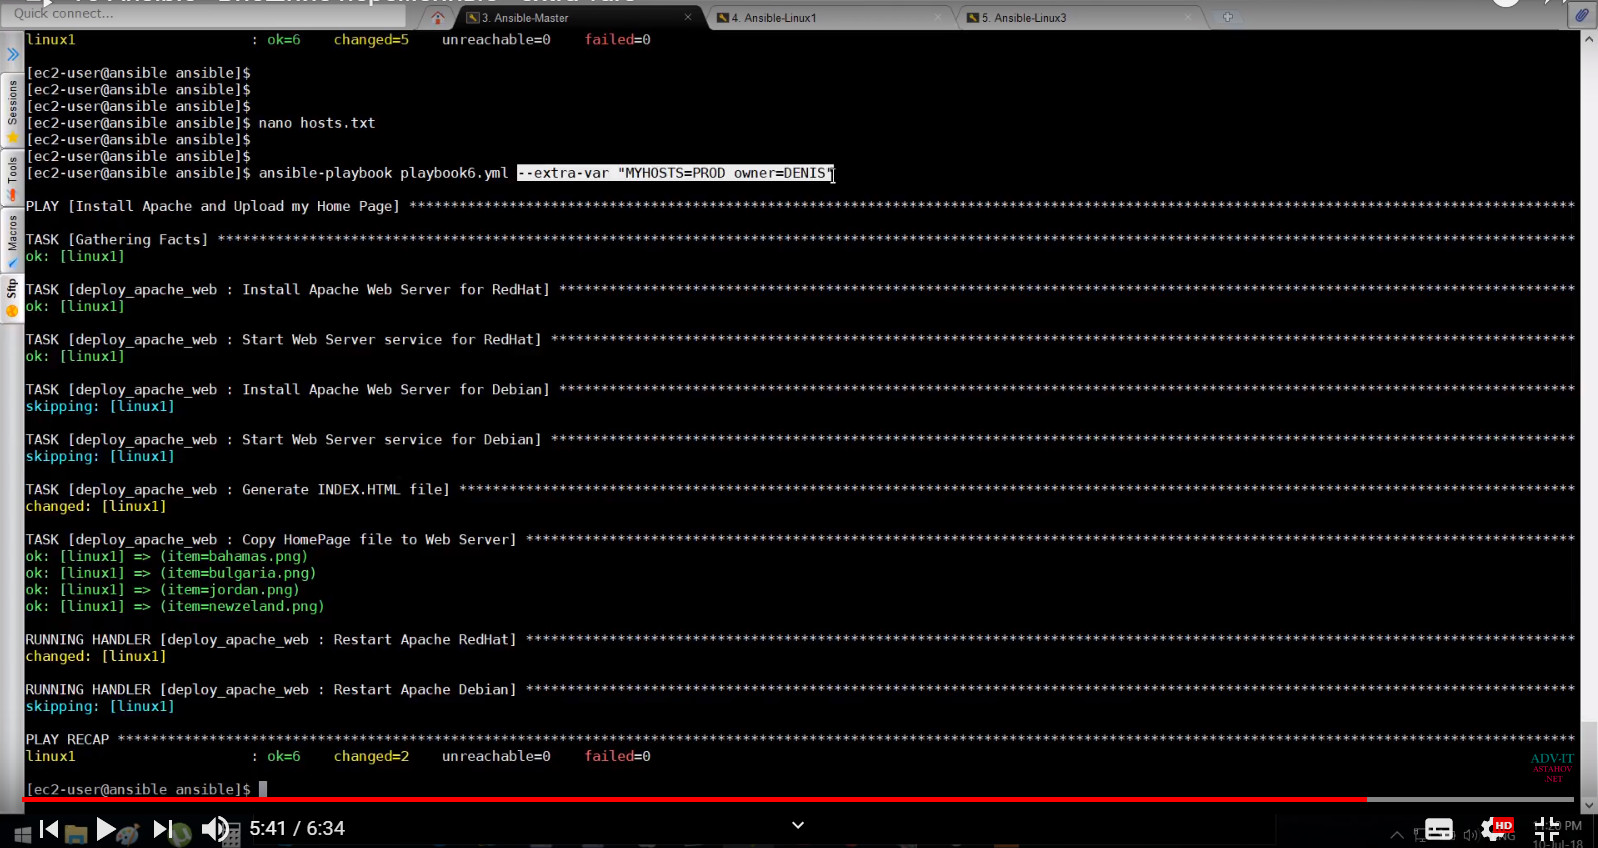 Quick connect...
3. Ansible-Master
4. Ansible-Linux1
5. Ansible-Linux3
Sessions
Tools
Macros
Sftp
linux1 : ok=6 changed=5 unreachable=0 failed=0
[ec2-user@ansible ansible]$
[ec2-user@ansible ansible]$
[ec2-user@ansible ansible]$
[ec2-user@ansible ansible]$ nano hosts.txt
[ec2-user@ansible ansible]$
[ec2-user@ansible ansible]$
[ec2-user@ansible ansible]$ ansible-playbook playbook6.yml --extra-var "MYHOSTS=PROD owner=DENIS"
PLAY [Install Apache and Upload my Home Page] ****************************************
TASK [Gathering Facts] ****************************************
ok: [linux1]
TASK [deploy_apache_web : Install Apache Web Server for RedHat] ****************************************
ok: [linux1]
TASK [deploy_apache_web : Start Web Server service for RedHat] ****************************************
ok: [linux1]
TASK [deploy_apache_web : Install Apache Web Server for Debian] ****************************************
skipping: [linux1]
TASK [deploy_apache_web : Start Web Server service for Debian] ****************************************
skipping: [linux1]
TASK [deploy_apache_web : Generate INDEX.HTML file] ****************************************
changed: [linux1]
TASK [deploy_apache_web : Copy HomePage file to Web Server] ****************************************
ok: [linux1] => (item=bahamas.png)
ok: [linux1] => (item=bulgaria.png)
ok: [linux1] => (item=jordan.png)
ok: [linux1] => (item=newzeland.png)
RUNNING HANDLER [deploy_apache_web : Restart Apache RedHat] ****************************************
changed: [linux1]
RUNNING HANDLER [deploy_apache_web : Restart Apache Debian] ****************************************
skipping: [linux1]
PLAY RECAP ****************************************
linux1 : ok=6 changed=2 unreachable=0 failed=0
[ec2-user@ansible ansible]$
ADV-IT
ASTAHOV
.NET
5:41 / 6:34
HD
PM
10-Jul-18